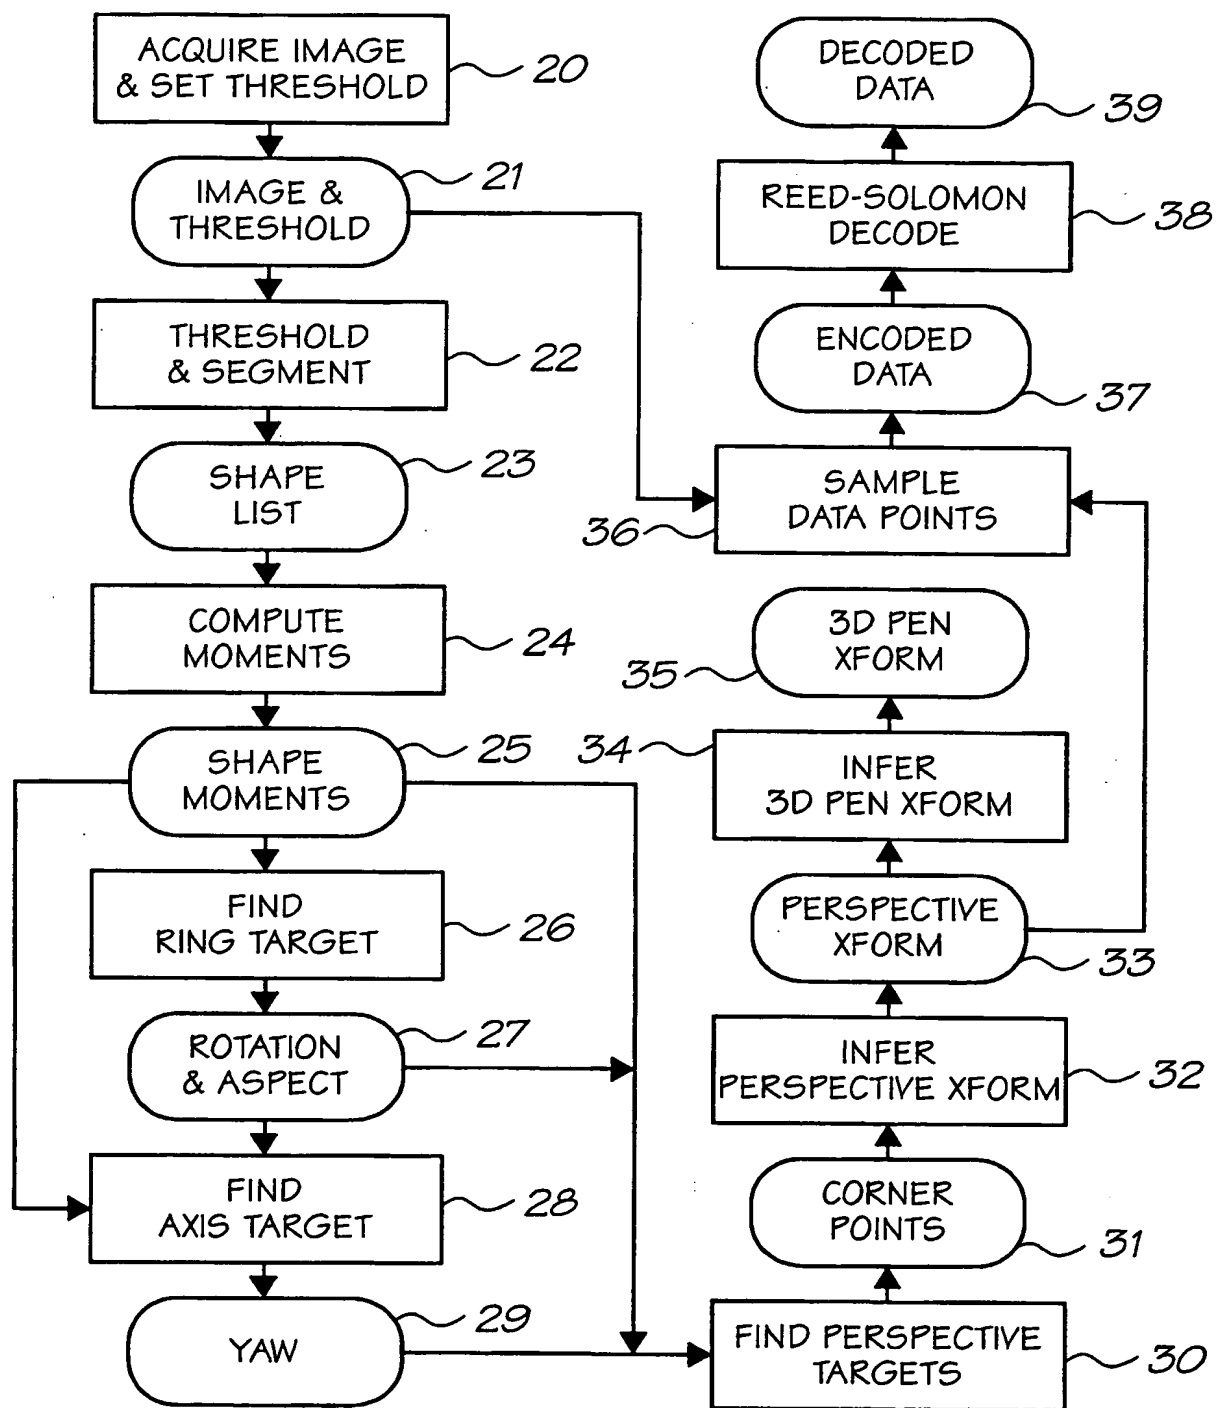 ACQUIRE IMAGE
& SET THRESHOLD
20
IMAGE &
THRESHOLD
21
THRESHOLD
& SEGMENT
22
SHAPE
LIST
23
COMPUTE
MOMENTS
24
SHAPE
MOMENTS
25
FIND
RING TARGET
26
ROTATION
& ASPECT
27
FIND
AXIS TARGET
28
YAW
29
DECODED
DATA
39
REED-SOLOMON
DECODE
38
ENCODED
DATA
37
SAMPLE
DATA POINTS
36
3D PEN
XFORM
35
INFER
3D PEN XFORM
34
PERSPECTIVE
XFORM
33
INFER
PERSPECTIVE XFORM
32
CORNER
POINTS
31
FIND PERSPECTIVE
TARGETS
30